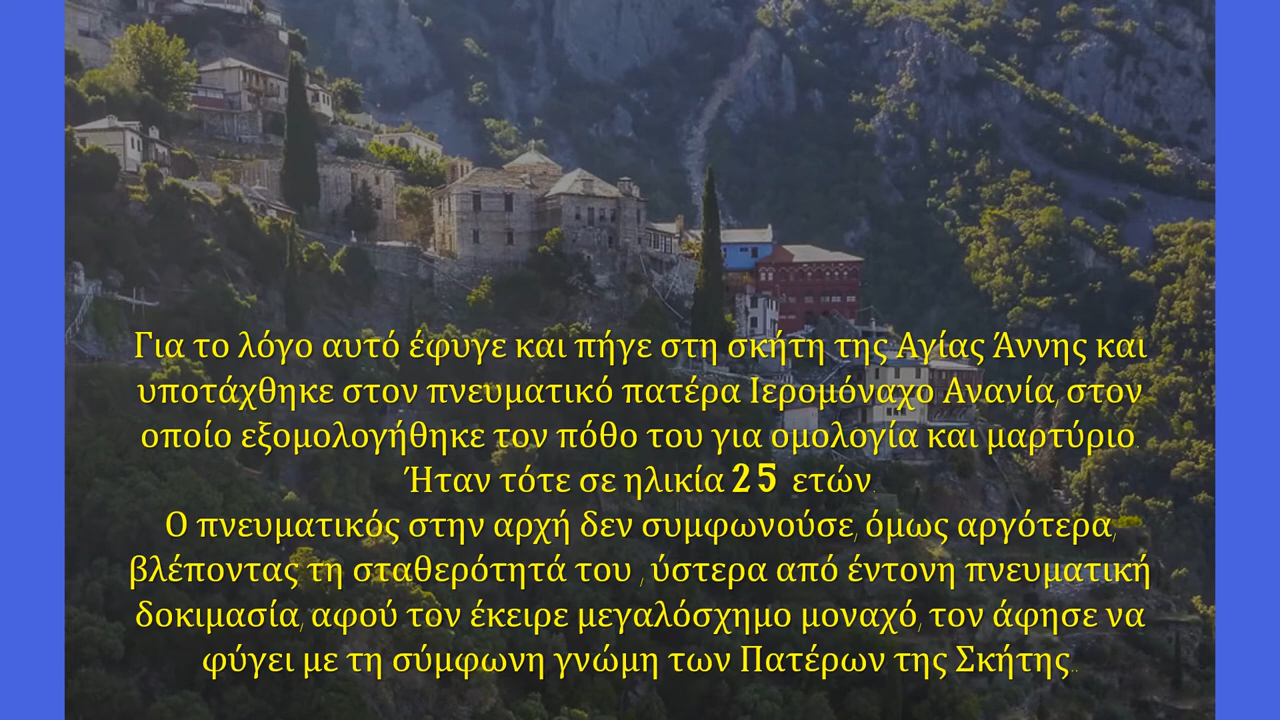 Για το λόγο αυτό έφυγε και πήγε στη σκήτη της Αγίας Άννης και
υποτάχθηκε στον πνευματικό πατέρα Ιερομόναχο Ανανία, στον
οποίο εξομολογήθηκε τον πόθο του για ομολογία και μαρτύριο.
Ήταν τότε σε ηλικία 25 ετών.
Ο πνευματικός στην αρχή δεν συμφωνούσε, όμως αργότερα,
βλέποντας τη σταθερότητά του , ύστερα από έντονη πνευματική
δοκιμασία, αφού τον έκειρε μεγαλόσχημο μοναχό, τον άφησε να
φύγει με τη σύμφωνη γνώμη των Πατέρων της Σκήτης..